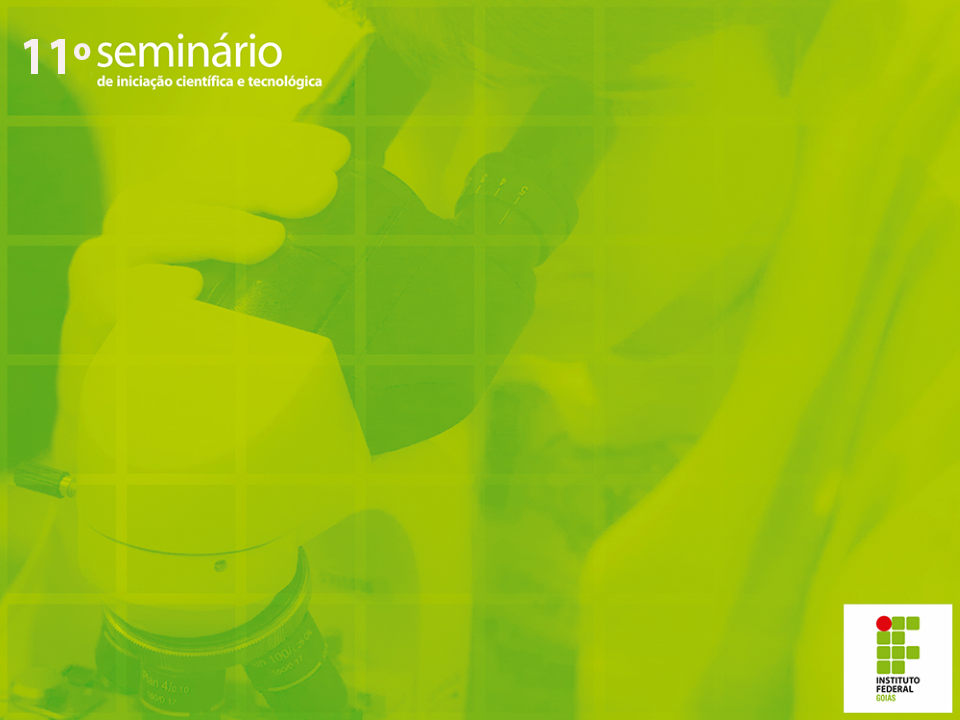 11º seminário
de iniciação científica e tecnológica
INSTITUTO
FEDERAL
GOIÁS